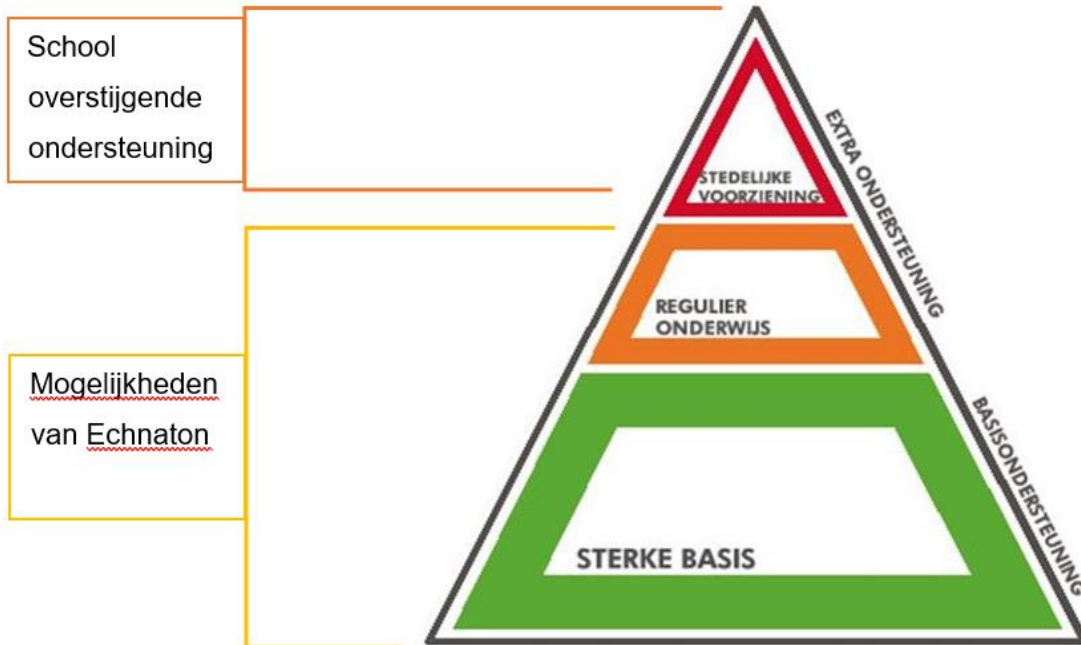 School
overstijgende
ondersteuning
Mogelijkheden
van Echnaton
STEDELIJKE
VOORZIENING
REGULIER
ONDERWIJS
STERKE BASIS
EXTRA ONDERSTEUNING
BASISONDERSTEUNING